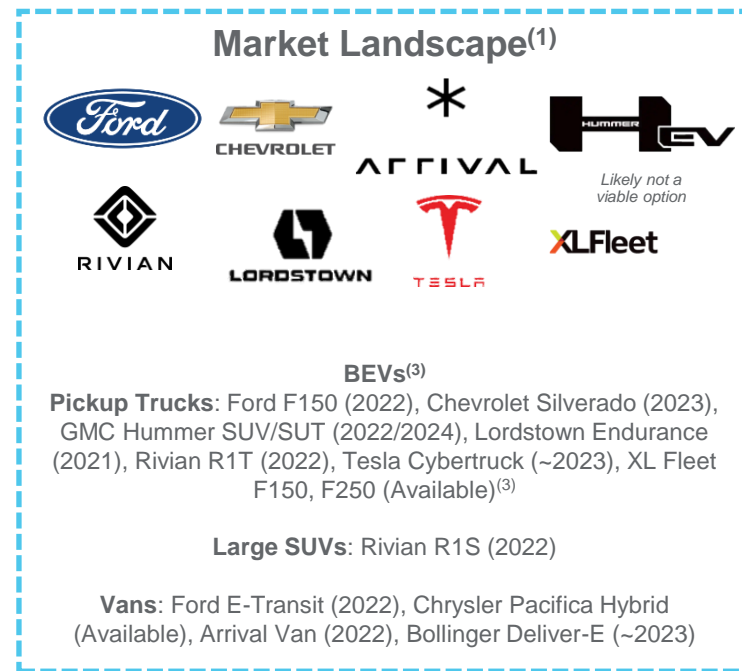 Market Landscape(1)
Ford
CHEVROLET
ARRIVAL
HUMMER EV
Likely not a
viable option
RIVIAN
LORDSTOWN
TESLA
XLFleet
BEVs(3)
Pickup Trucks: Ford F150 (2022), Chevrolet Silverado (2023),
GMC Hummer SUV/SUT (2022/2024), Lordstown Endurance
(2021), Rivian R1T (2022), Tesla Cybertruck (~2023), XL Fleet
F150, F250 (Available)(3)
Large SUVs: Rivian R1S (2022)
Vans: Ford E-Transit (2022), Chrysler Pacifica Hybrid
(Available), Arrival Van (2022), Bollinger Deliver-E (~2023)